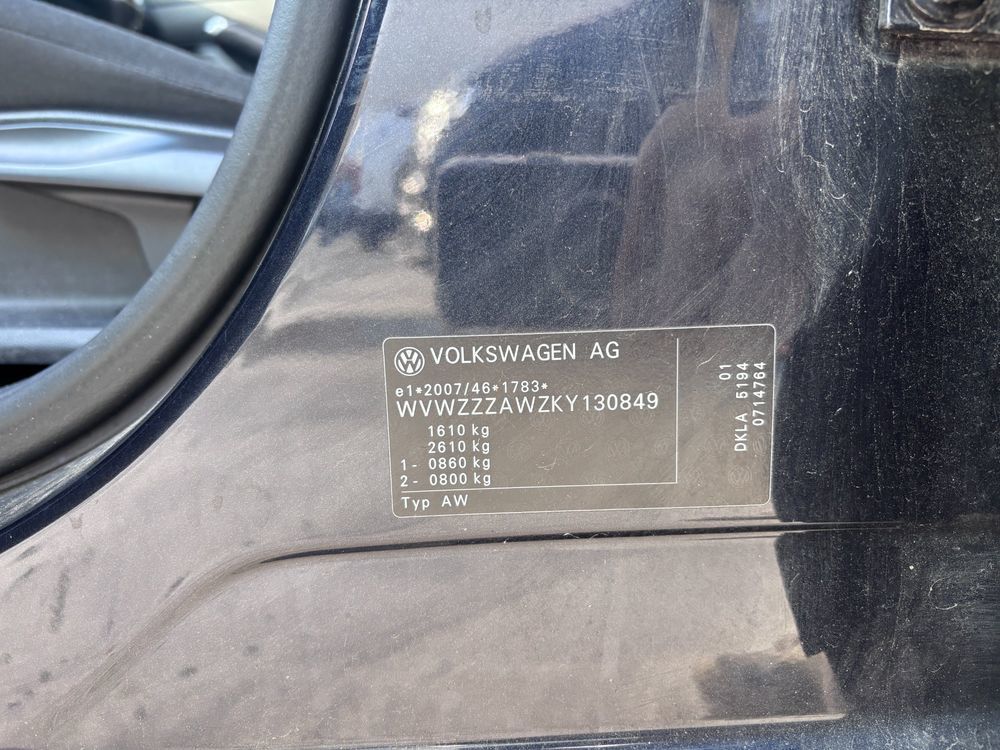 VOLKSWAGEN AG
e1*2007/46*1783*
WVWZZZAWZKY130849
1610 kg
2610 kg
1- 0860 kg
2- 0800 kg
Typ AW
01
DKLA 5194
0714764